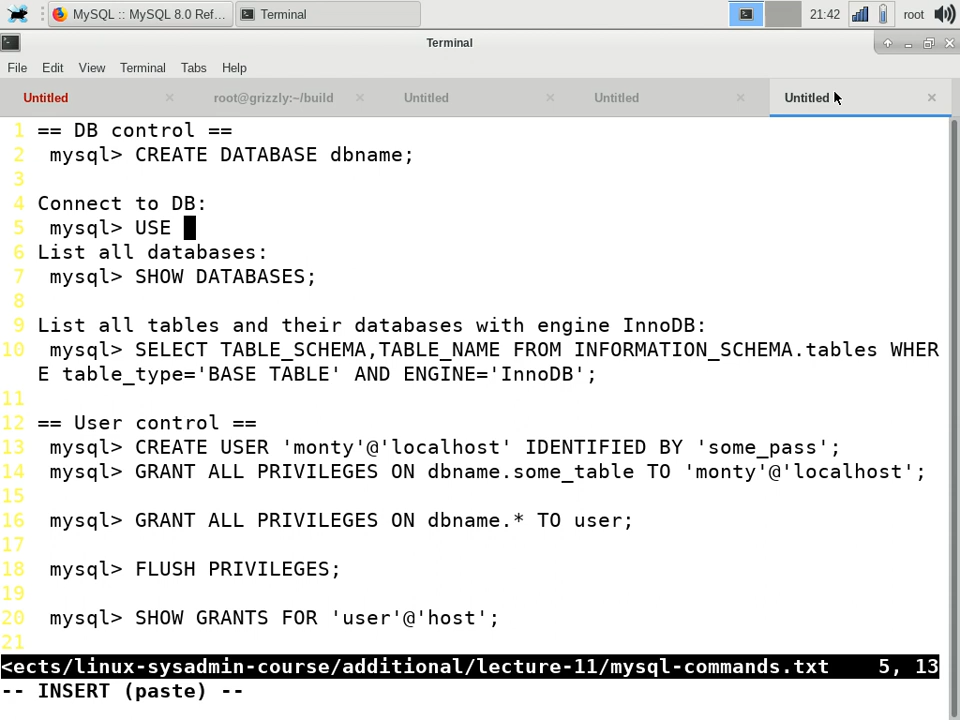 MySQL :: MySQL 8.0 Ref...
Terminal
21:42
root
Terminal
File Edit View Terminal Tabs Help
Untitled
root@grizzly:~/build
Untitled
Untitled
Untitled
1 == DB control ==
2 mysql> CREATE DATABASE dbname;
3
4 Connect to DB:
5 mysql> USE
6 List all databases:
7 mysql> SHOW DATABASES;
8
9 List all tables and their databases with engine InnoDB:
10 mysql> SELECT TABLE_SCHEMA,TABLE_NAME FROM INFORMATION_SCHEMA.tables WHER
E table_type='BASE TABLE' AND ENGINE='InnoDB';
11
12 == User control ==
13 mysql> CREATE USER 'monty'@'localhost' IDENTIFIED BY 'some_pass';
14 mysql> GRANT ALL PRIVILEGES ON dbname.some_table TO 'monty'@'localhost';
15
16 mysql> GRANT ALL PRIVILEGES ON dbname.* TO user;
17
18 mysql> FLUSH PRIVILEGES;
19
20 mysql> SHOW GRANTS FOR 'user'@'host';
21
<ects/linux-sysadmin-course/additional/lecture-11/mysql-commands.txt 5, 13
-- INSERT (paste) --